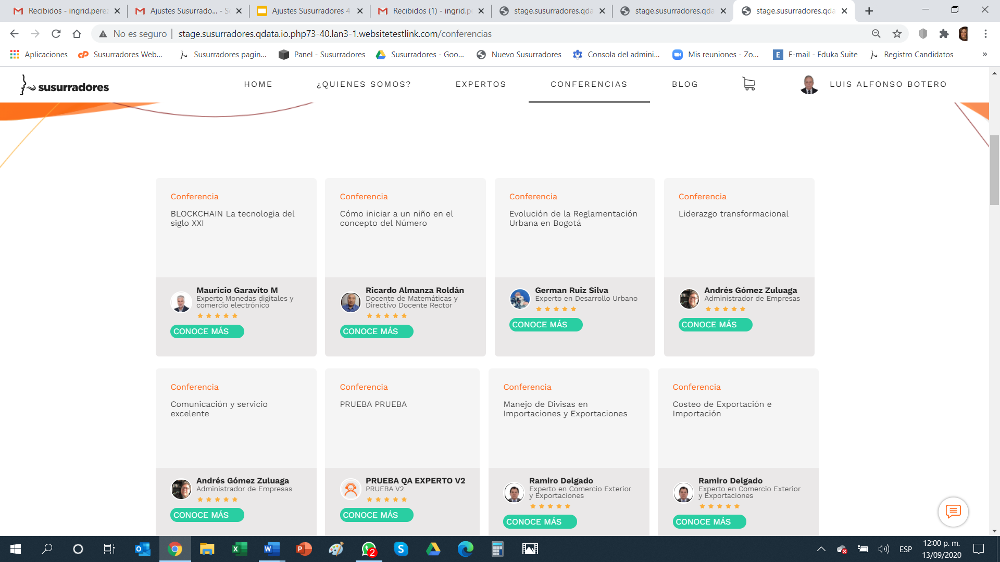 Recibidos - ingrid.perez
Ajustes Susurrado... - S
Ajustes Susurradores 4
Recibidos (1) - ingrid.p
stage.susurradores.qda
stage.susurradores.qda
stage.susurradores.qda
No es seguro
stage.susurradores.qdata.io.php73-40.lan3-1.websitetestlink.com/conferencias
Aplicaciones
Susurradores Web...
Susurradores pagin...
Panel - Susurradores
Susurradores - Goo...
Nuevo Susurradores
Consola del admini...
Mis reuniones - Zo...
E-mail - Eduka Suite
Registro Candidatos
»
susurradores
HOME
¿QUIENES SOMOS?
EXPERTOS
CONFERENCIAS
BLOG
LUIS ALFONSO BOTERO
Conferencia
BLOCKCHAIN La tecnologia del
siglo XXI
Mauricio Garavito M
Experto Monedas digitales y
comercio electrónico
CONOCE MÁS
Conferencia
Cómo iniciar a un niño en el
concepto del Número
Ricardo Almanza Roldán
Docente de Matemáticas y
Directivo Docente Rector
CONOCE MÁS
Conferencia
Evolución de la Reglamentación
Urbana en Bogotá
German Ruiz Silva
Experto en Desarrollo Urbano
CONOCE MÁS
Conferencia
Liderazgo transformacional
Andrés Gómez Zuluaga
Administrador de Empresas
CONOCE MÁS
Conferencia
Comunicación y servicio
excelente
Andrés Gómez Zuluaga
Administrador de Empresas
CONOCE MÁS
Conferencia
PRUEBA PRUEBA
PRUEBA QA EXPERTO V2
PRUEBA V2
CONOCE MÁS
Conferencia
Manejo de Divisas en
Importaciones y Exportaciones
Ramiro Delgado
Experto en Comercio Exterior
y Exportaciones
CONOCE MÁS
Conferencia
Costeo de Exportación e
Importación
Ramiro Delgado
Experto en Comercio Exterior
y Exportaciones
CONOCE MÁS
2
ESP
12:00 p. m.
13/09/2020